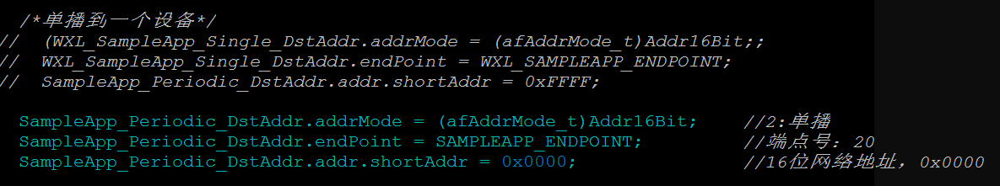 /*单播到一个设备*/
//  (WXL_SampleApp_Single_DstAddr.addrMode = (afAddrMode_t)Addr16Bit;;
//  WXL_SampleApp_Single_DstAddr.endPoint = WXL_SAMPLEAPP_ENDPOINT;
//  SampleApp_Periodic_DstAddr.addr.shortAddr = 0xFFFF;
SampleApp_Periodic_DstAddr.addrMode = (afAddrMode_t)Addr16Bit;    //2:单播
SampleApp_Periodic_DstAddr.endPoint = SAMPLEAPP_ENDPOINT;         //端点号：20
SampleApp_Periodic_DstAddr.addr.shortAddr = 0x0000;               //16位网络地址，0x0000